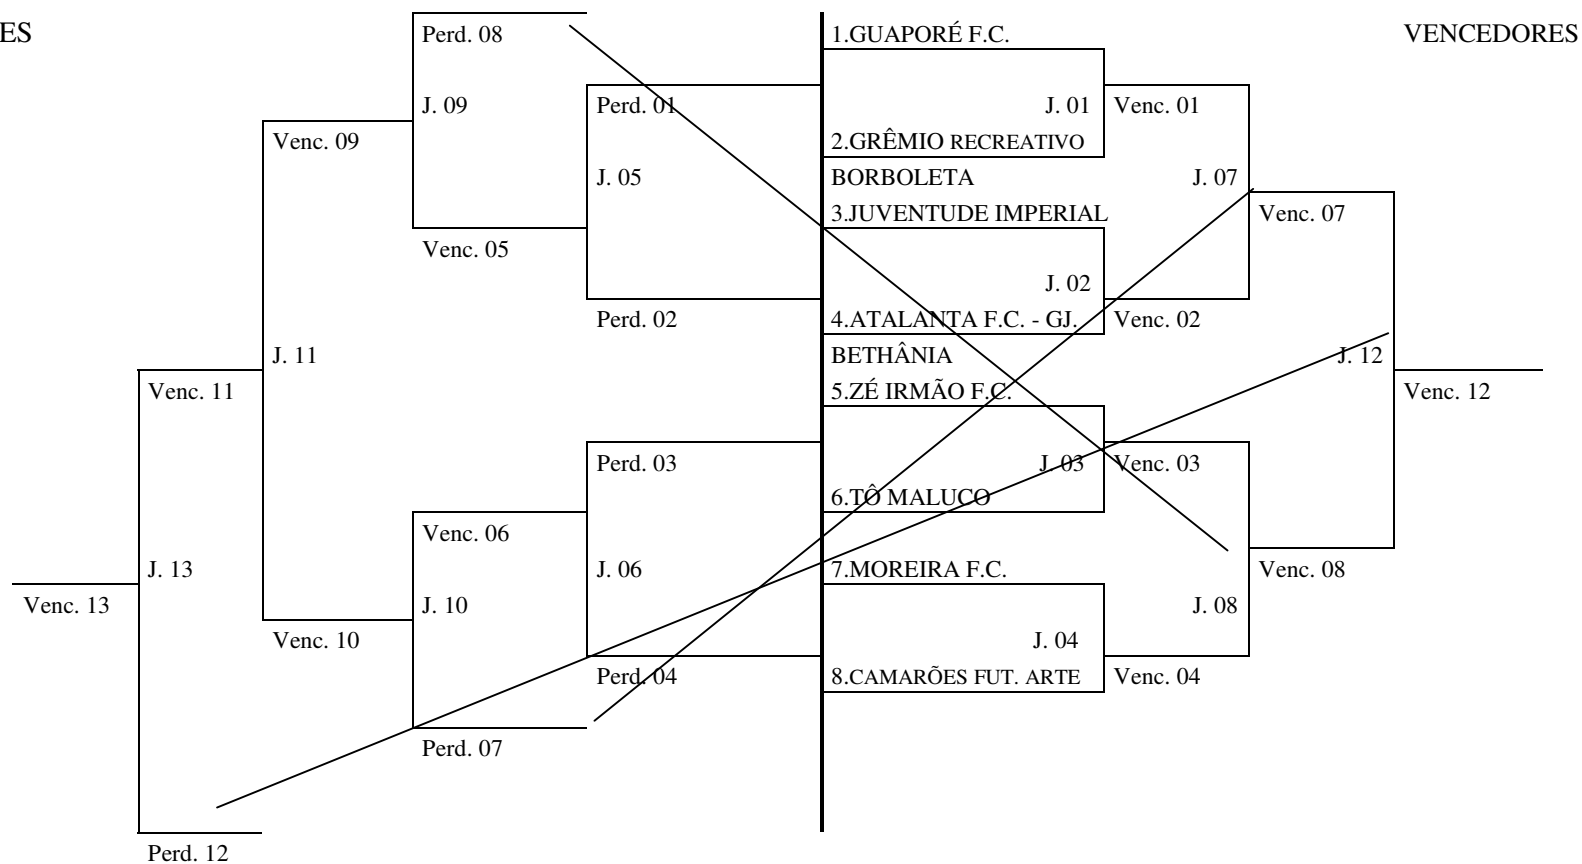 ES
Perd. 08
1.GUAPORÉ F.C.
VENCEDORES
J. 09
Perd. 01
J. 01
Venc. 01
Venc. 09
2.GRÊMIO RECREATIVO
J. 05
BORBOLETA
J. 07
3.JUVENTUDE IMPERIAL
Venc. 07
Venc. 05
J. 02
Perd. 02
4.ATALANTA F.C. - GJ.
Venc. 02
J. 11
BETHÂNIA
J. 12
Venc. 11
5.ZÉ IRMÃO F.C.
Venc. 12
Perd. 03
J. 03
Venc. 03
6.TÔ MALUCO
Venc. 06
J. 13
J. 06
7.MOREIRA F.C.
Venc. 08
Venc. 13
J. 10
J. 08
Venc. 10
J. 04
Perd. 04
8.CAMARÕES FUT. ARTE
Venc. 04
Perd. 07
Perd. 12